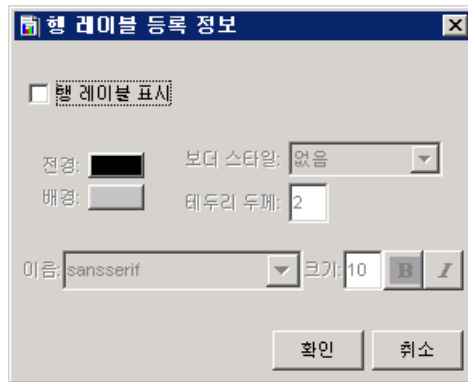 행 레이블 등록 정보
행 레이블 표시
전경: 보더 스타일: 없음
배경: 테두리 두께: 2
이름: sansserif 크기: 10 B I
확인 취소